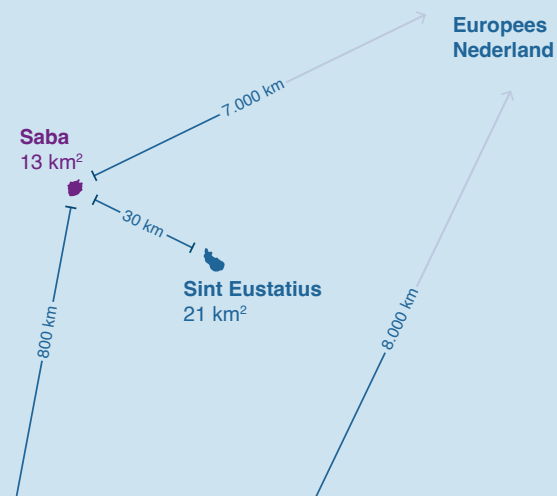 Europees
Nederland
7.000 km
Saba
13 km²
30 km
Sint Eustatius
21 km²
800 km
8.000 km